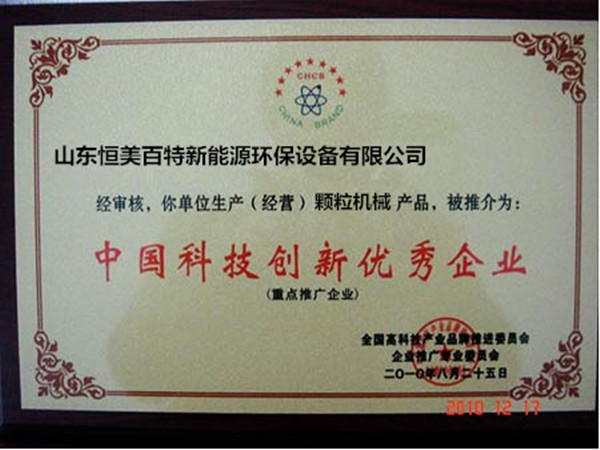 CHCB
CHINA BRAND
山东恒美百特新能源环保设备有限公司
经审核，你单位生产（经营）颗粒机械 产品，被推介为：
中国科技创新优秀企业
(重点推广企业)
全国高科技产业品牌推进委员会
企业推广专业委员会
二〇一〇年八月二十五日
2010 12 17